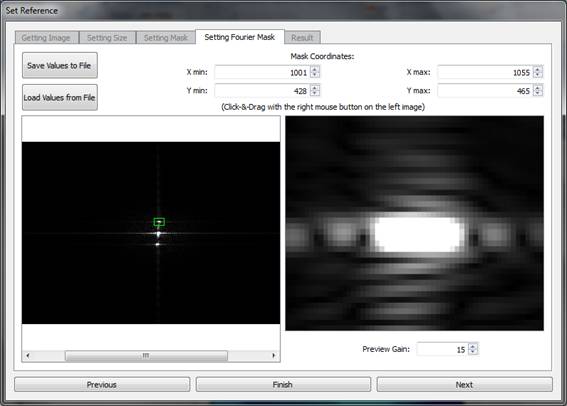 Set Reference
Getting Image Setting Size Setting Mask Setting Fourier Mask Result
Save Values to File
Load Values from File
Mask Coordinates:
X min: 1001 X max: 1055
Y min: 428 Y max: 465
(Click-&-Drag with the right mouse button on the left image)
Preview Gain: 15
Previous Finish Next